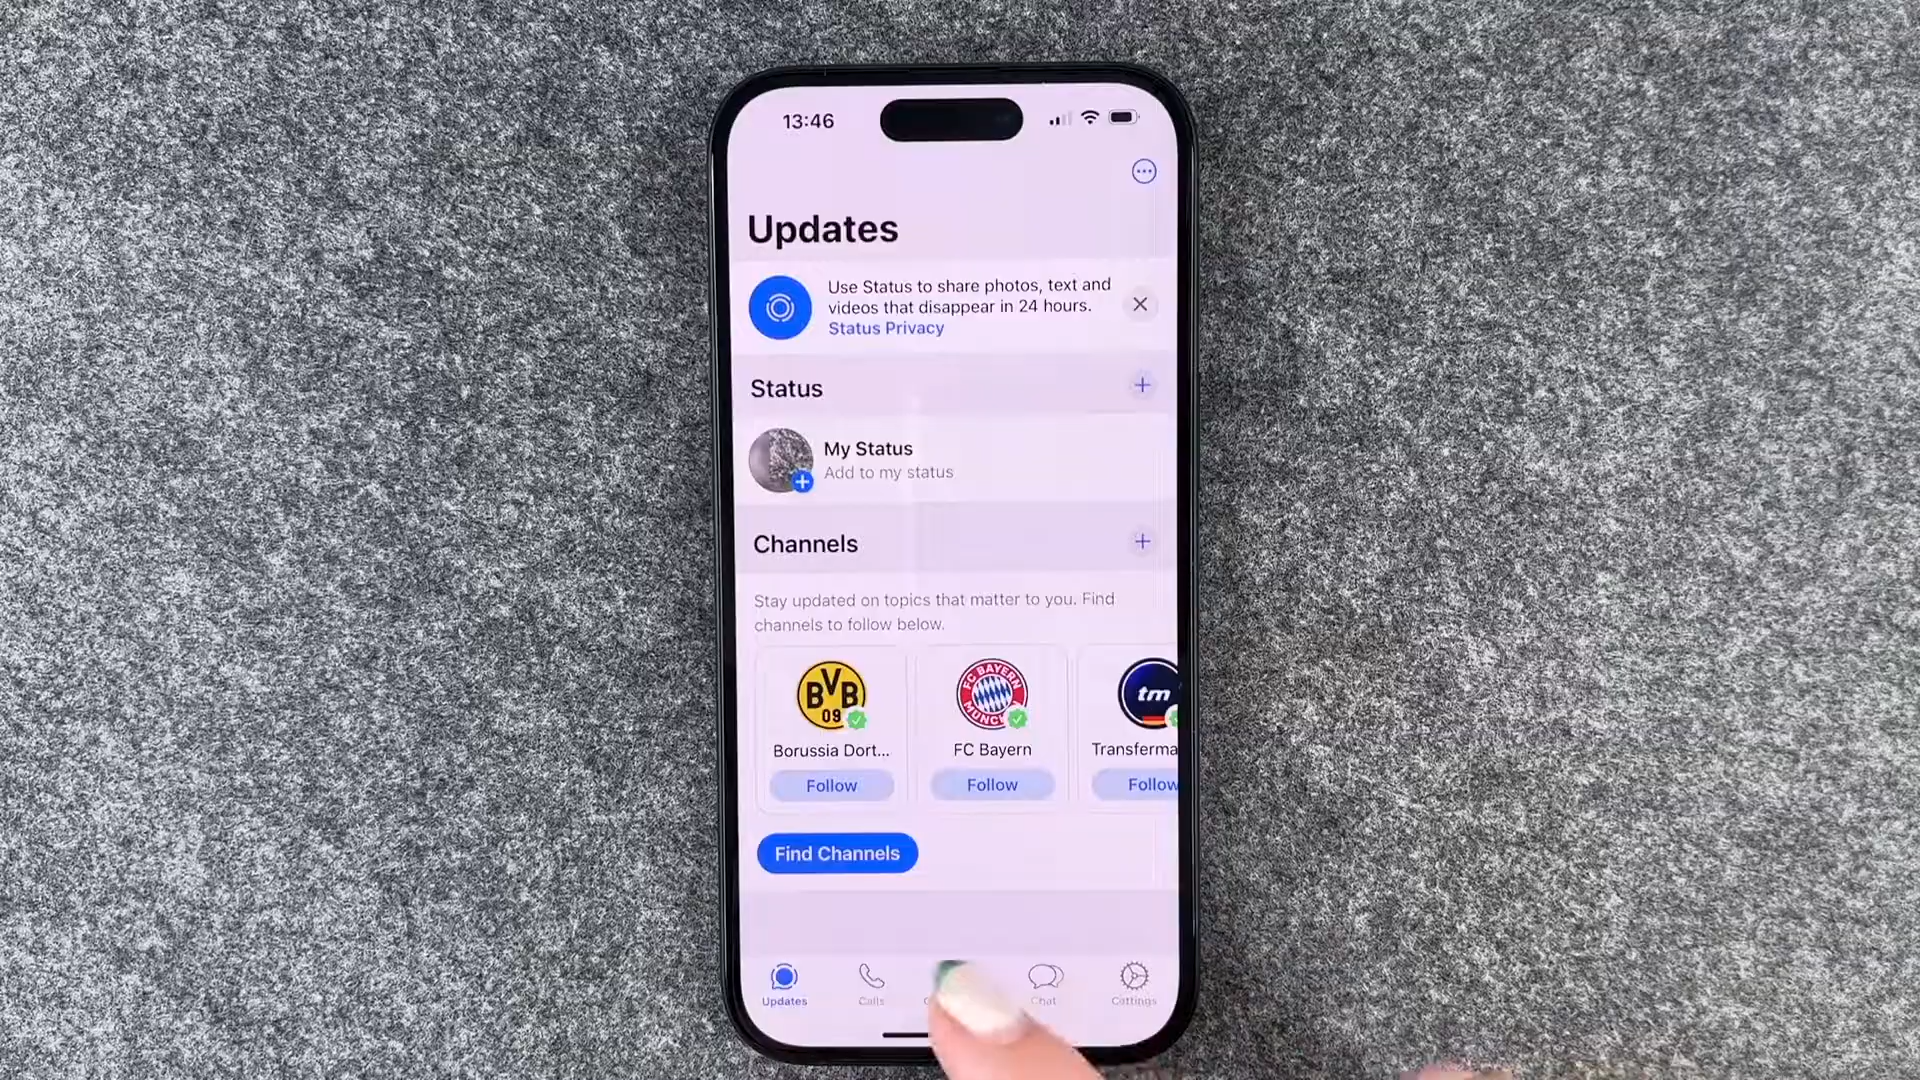 13:46
Updates
Use Status to share photos, text and
videos that disappear in 24 hours.
Status Privacy
Status
My Status
Add to my status
Channels
Stay updated on topics that matter to you. Find
channels to follow below.
BVB
09
FC BAYERN
tm
Borussia Dort...
FC Bayern
Transferma
Follow
Follow
Follow
Find Channels
Updates
Calls
Chat